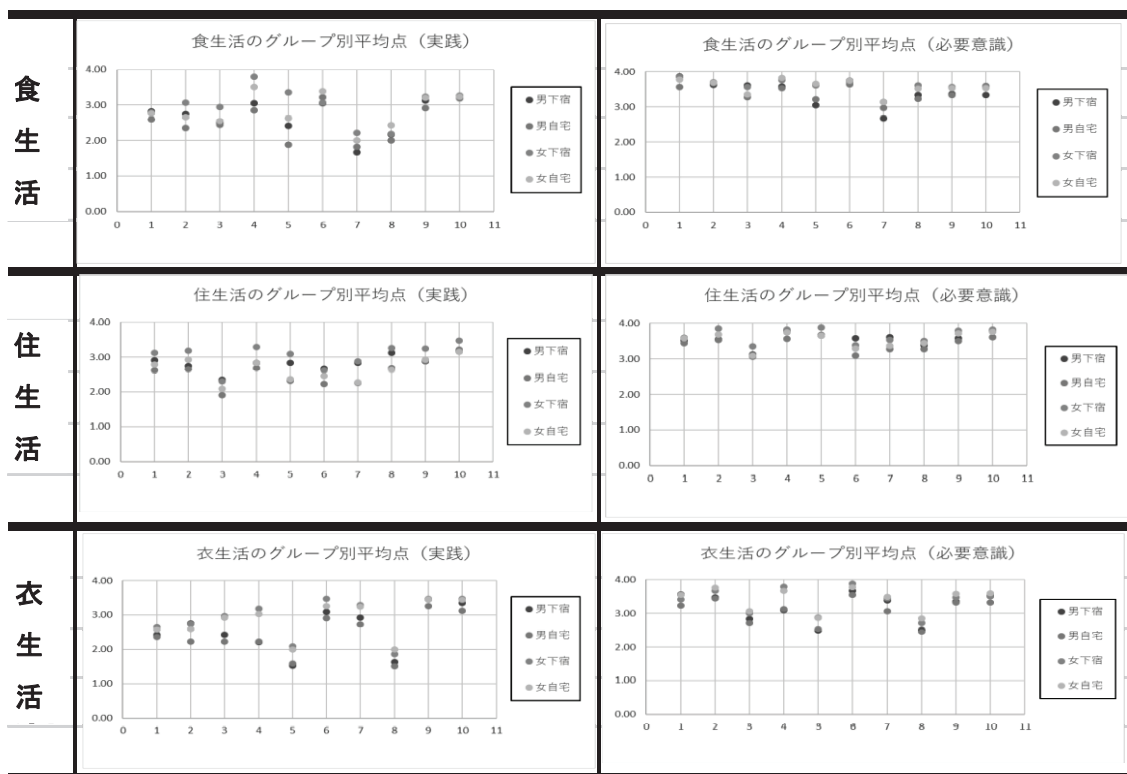 食生活
食生活のグループ別平均点（実践）
4.00
3.00
2.00
1.00
0.00
0 1 2 3 4 5 6 7 8 9 10 11
男下宿
男自宅
女下宿
女自宅
食生活のグループ別平均点（必要意識）
4.00
3.00
2.00
1.00
0.00
0 1 2 3 4 5 6 7 8 9 10 11
男下宿
男自宅
女下宿
女自宅
住生活
住生活のグループ別平均点（実践）
4.00
3.00
2.00
1.00
0.00
0 1 2 3 4 5 6 7 8 9 10 11
男下宿
男自宅
女下宿
女自宅
住生活のグループ別平均点（必要意識）
4.00
3.00
2.00
1.00
0.00
0 1 2 3 4 5 6 7 8 9 10 11
男下宿
男自宅
女下宿
女自宅
衣生活
衣生活のグループ別平均点（実践）
4.00
3.00
2.00
1.00
0.00
0 1 2 3 4 5 6 7 8 9 10 11
男下宿
男自宅
女下宿
女自宅
衣生活のグループ別平均点（必要意識）
4.00
3.00
2.00
1.00
0.00
0 1 2 3 4 5 6 7 8 9 10 11
男下宿
男自宅
女下宿
女自宅